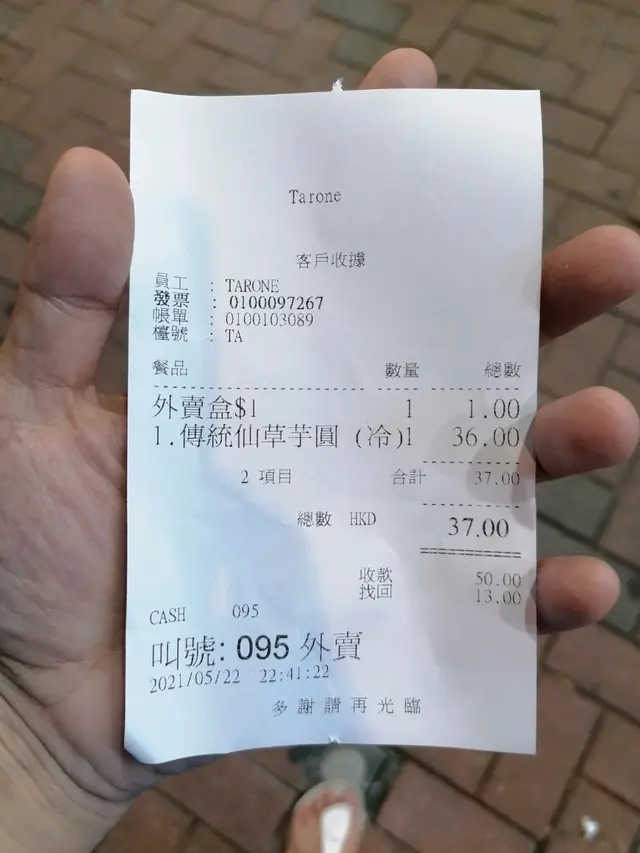 Tarone
客戶收據
員工 : TARONE
發票 : 0100097267
帳單 : 0100103089
檯號 : TA
餐品 數量 總數
外賣盒$1 1 1.00
1.傳統仙草芋圓 (冷)1 36.00
2 項目 合計 37.00
總數 HKD 37.00
收款 50.00
找回 13.00
CASH 095
叫號: 095 外賣
2021/05/22 22:41:22
多謝請再光臨